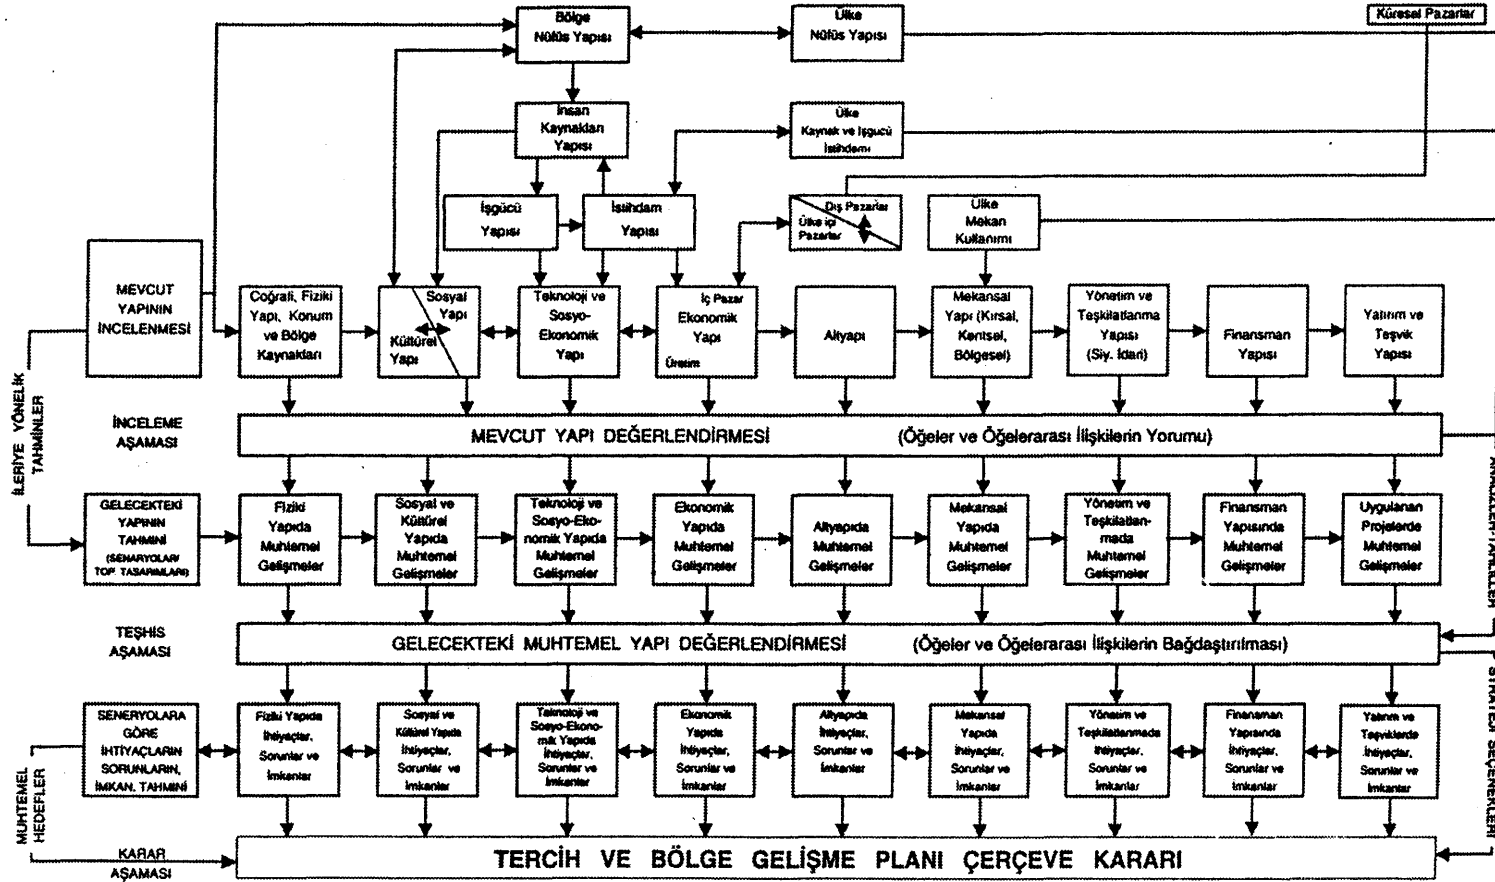 Bölge
Nüfus Yapısı
Ülke
Nüfus Yapısı
Küresel Pazarlar
İnsan
Kaynakları
Yapısı
Ülke
Kaynak ve İşgücü
İstihdamı
İşgücü
Yapısı
İstihdam
Yapısı
Dış Pazarlar
Ülke içi
Pazarlar
Ülke
Mekan
Kullanımı
MEVCUT
YAPININ
İNCELENMESİ
Coğrafi, Fiziki
Yapı, Konum
ve Bölge
Kaynakları
Sosyal
Yapı
Kültürel
Yapı
Teknoloji ve
Sosyo-
Ekonomik
Yapı
İç Pazar
Ekonomik
Yapı
Üretim
Altyapı
Mekansal
Yapı (Kırsal,
Kentsel,
Bölgesel)
Yönetim ve
Teşkilatlanma
Yapısı
(Siy. İdari)
Finansman
Yapısı
Yatırım ve
Teşvik
Yapısı
İLERİYE YÖNELİK
TAHMİNLER
İNCELEME
AŞAMASI
MEVCUT YAPI DEĞERLENDİRMESİ (Öğeler ve Öğelerarası İlişkilerin Yorumu)
GELECEKTEKİ
YAPININ
TAHMİNİ
(SENARYOLAR/
TOP. TASARIMLARI)
Fiziki
Yapıda
Muhtemel
Gelişmeler
Sosyal ve
Kültürel
Yapıda
Muhtemel
Gelişmeler
Teknoloji ve
Sosyo-Eko-
nomik Yapıda
Muhtemel
Gelişmeler
Ekonomik
Yapıda
Muhtemel
Gelişmeler
Altyapıda
Muhtemel
Gelişmeler
Mekansal
Yapıda
Muhtemel
Gelişmeler
Yönetim ve
Teşkilatlan-
mada
Muhtemel
Gelişmeler
Finansman
Yapısında
Muhtemel
Gelişmeler
Uygulanan
Projelerde
Muhtemel
Gelişmeler
TEŞHİS
AŞAMASI
GELECEKTEKİ MUHTEMEL YAPI DEĞERLENDİRMESİ (Öğeler ve Öğelerarası İlişkilerin Bağdaştırılması)
SENERYOLARA
GÖRE
İHTİYAÇLARIN
SORUNLARIN,
İMKAN. TAHMİNİ
Fiziki Yapıda
İhtiyaçlar,
Sorunlar ve
İmkanlar
Sosyal ve
Kültürel Yapıda
İhtiyaçlar,
Sorunlar ve
İmkanlar
Teknoloji ve
Sosyo-Ekono-
mik Yapıda
İhtiyaçlar,
Sorunlar ve
İmkanlar
Ekonomik
Yapıda
İhtiyaçlar,
Sorunlar ve
İmkanlar
Altyapıda
İhtiyaçlar,
Sorunlar ve
İmkanlar
Mekansal
Yapıda
İhtiyaçlar,
Sorunlar ve
İmkanlar
Yönetim ve
Teşkilatlanmada
İhtiyaçlar,
Sorunlar ve
İmkanlar
Finansman
Yapısında
İhtiyaçlar,
Sorunlar ve
İmkanlar
Yatırım ve
Teşviklerde
İhtiyaçlar,
Sorunlar ve
İmkanlar
STRATEJİ SEÇENEKLERİ
MUHTEMEL
HEDEFLER
KARAR
AŞAMASI
TERCİH VE BÖLGE GELİŞME PLANI ÇERÇEVE KARARI